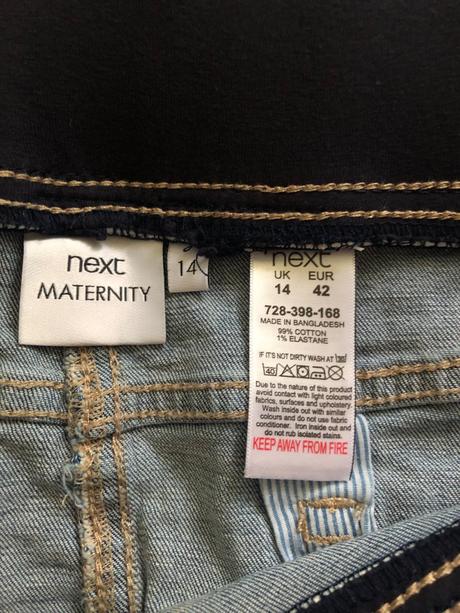 next
MATERNITY
14
next
UK EUR
14 42
728-398-168
MADE IN BANGLADESH
99% COTTON
1% ELASTANE
IF IT'S NOT DIRTY WASH AT 30
40
Due to the nature of this product
avoid contact with light coloured
fabrics, surfaces and upholstery.
Wash inside out with similar
colours and do not use fabric
conditioner. Iron inside out and
do not rub isolated stains.
KEEP AWAY FROM FIRE